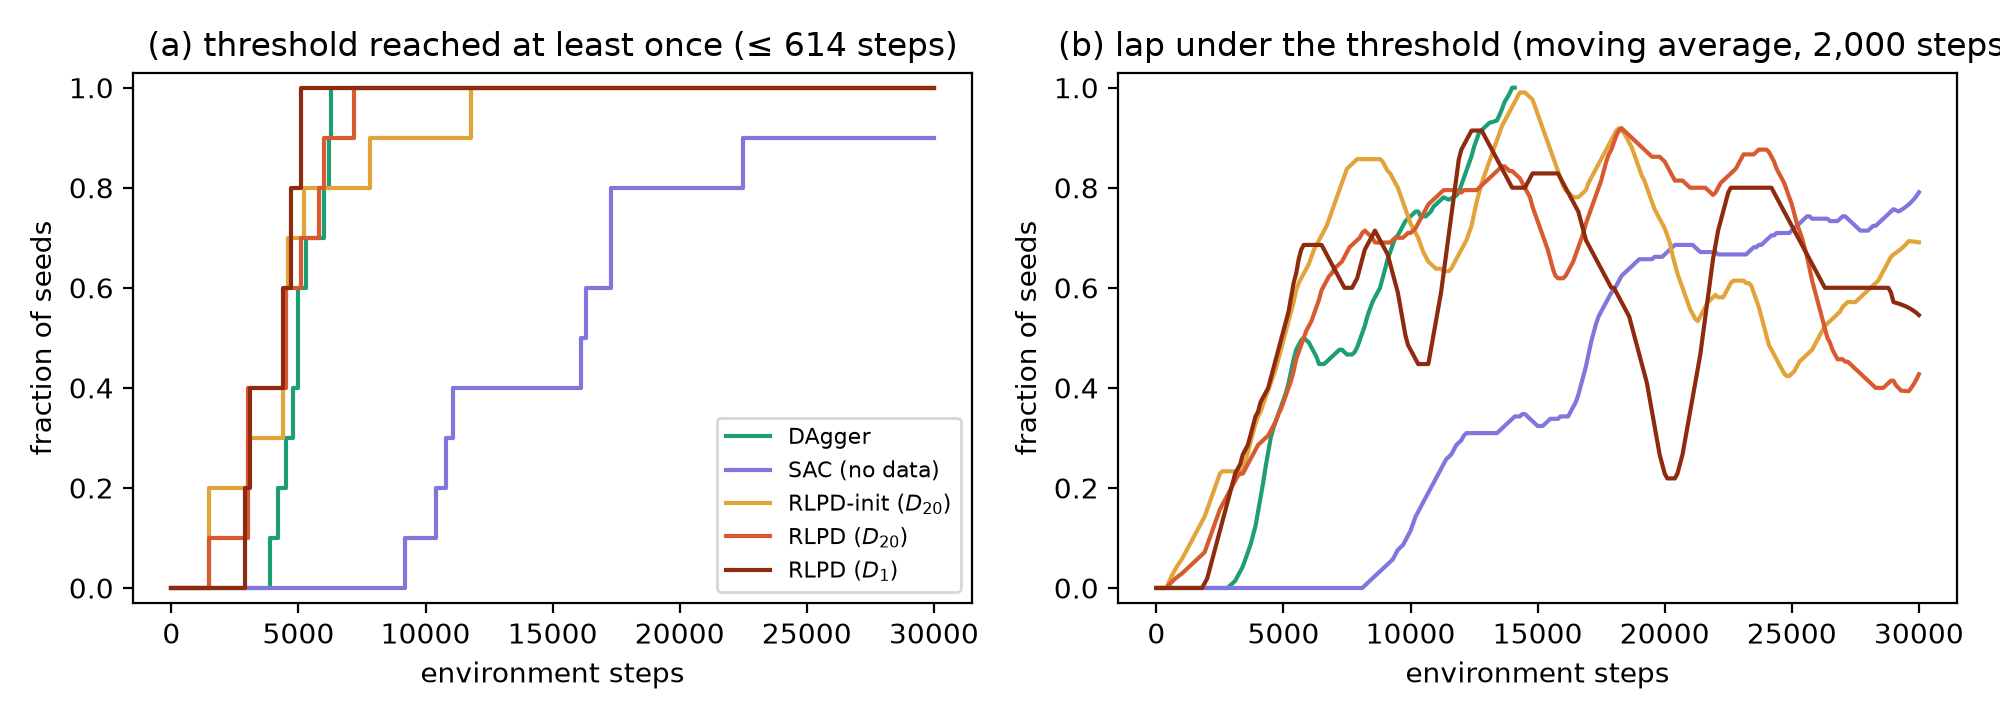 (a) threshold reached at least once (≤ 614 steps)
fraction of seeds
1.0
0.8
0.6
0.4
0.2
0.0
DAgger
SAC (no data)
RLPD-init (D₂₀)
RLPD (D₂₀)
RLPD (D₁)
0 5000 10000 15000 20000 25000 30000
environment steps
(b) lap under the threshold (moving average, 2,000 steps
fraction of seeds
1.0
0.8
0.6
0.4
0.2
0.0
0 5000 10000 15000 20000 25000 30000
environment steps